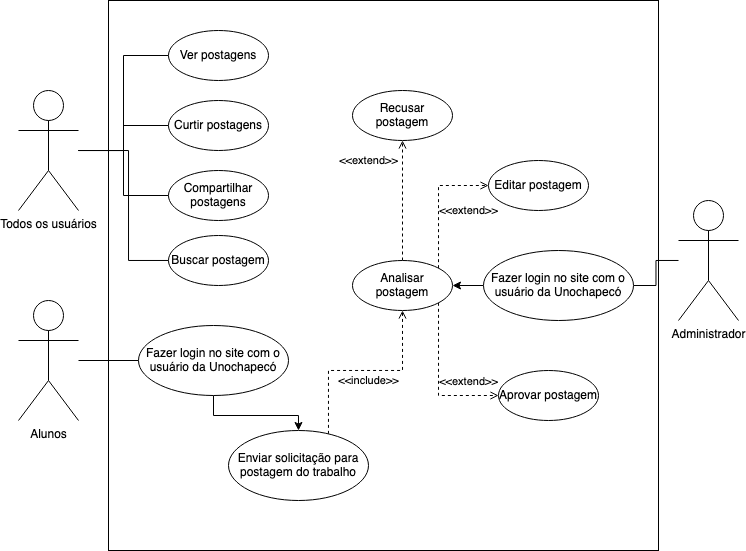 Ver postagens
Curtir postagens
Compartilhar
postagens
Buscar postagem
Todos os usuários
Recusar
postagem
<<extend>>
Editar postagem
<<extend>>
Analisar
postagem
Fazer login no site com o
usuário da Unochapecó
Administrador
Fazer login no site com o
usuário da Unochapecó
Alunos
<<include>>
<<extend>>
Aprovar postagem
Enviar solicitação para
postagem do trabalho